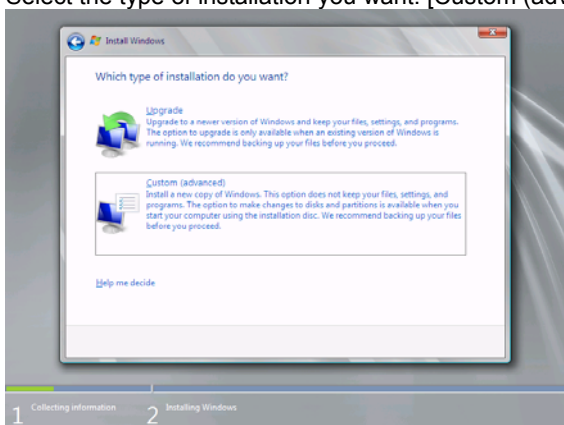 Select the type of installation you want. [Custom (adv
Install Windows
Which type of installation do you want?
Upgrade
Upgrade to a newer version of Windows and keep your files, settings, and programs.
The option to upgrade is only available when an existing version of Windows is
running. We recommend backing up your files before you proceed.
Custom (advanced)
Install a new copy of Windows. This option does not keep your files, settings, and
programs. The option to make changes to disks and partitions is available when you
start your computer using the installation disc. We recommend backing up your files
before you proceed.
Help me decide
1 Collecting information 2 Installing Windows